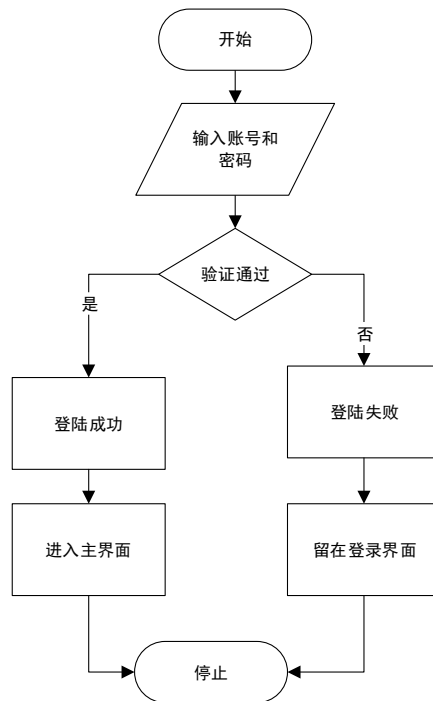 开始
输入账号和
密码
验证通过
是
否
登陆成功
登陆失败
进入主界面
留在登录界面
停止